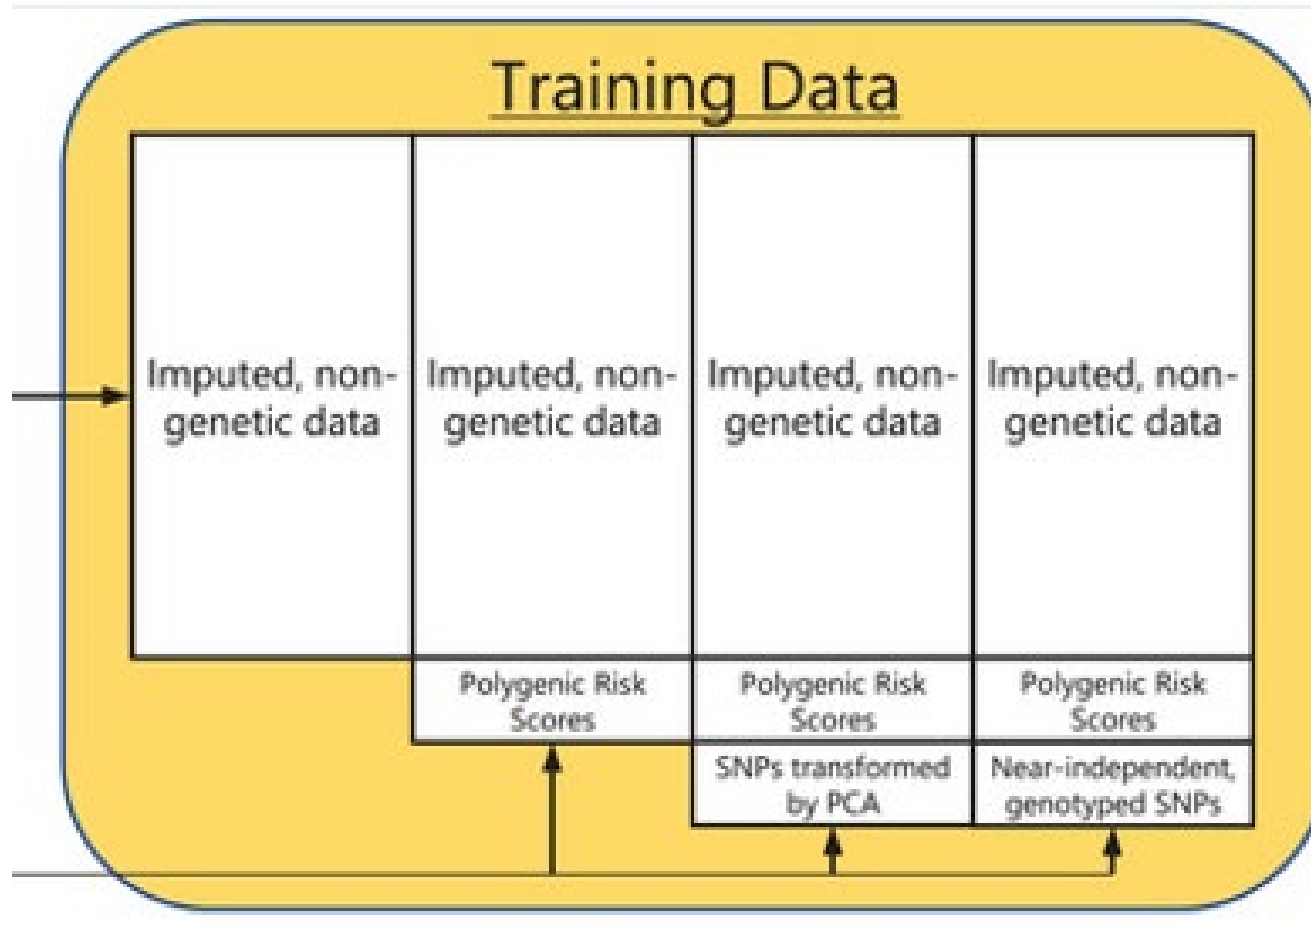 Training Data
Imputed, non-
genetic data
Imputed, non-
genetic data
Imputed, non-
genetic data
Imputed, non-
genetic data
Polygenic Risk
Scores
Polygenic Risk
Scores
Polygenic Risk
Scores
SNPs transformed
by PCA
Near-independent,
genotyped SNPs